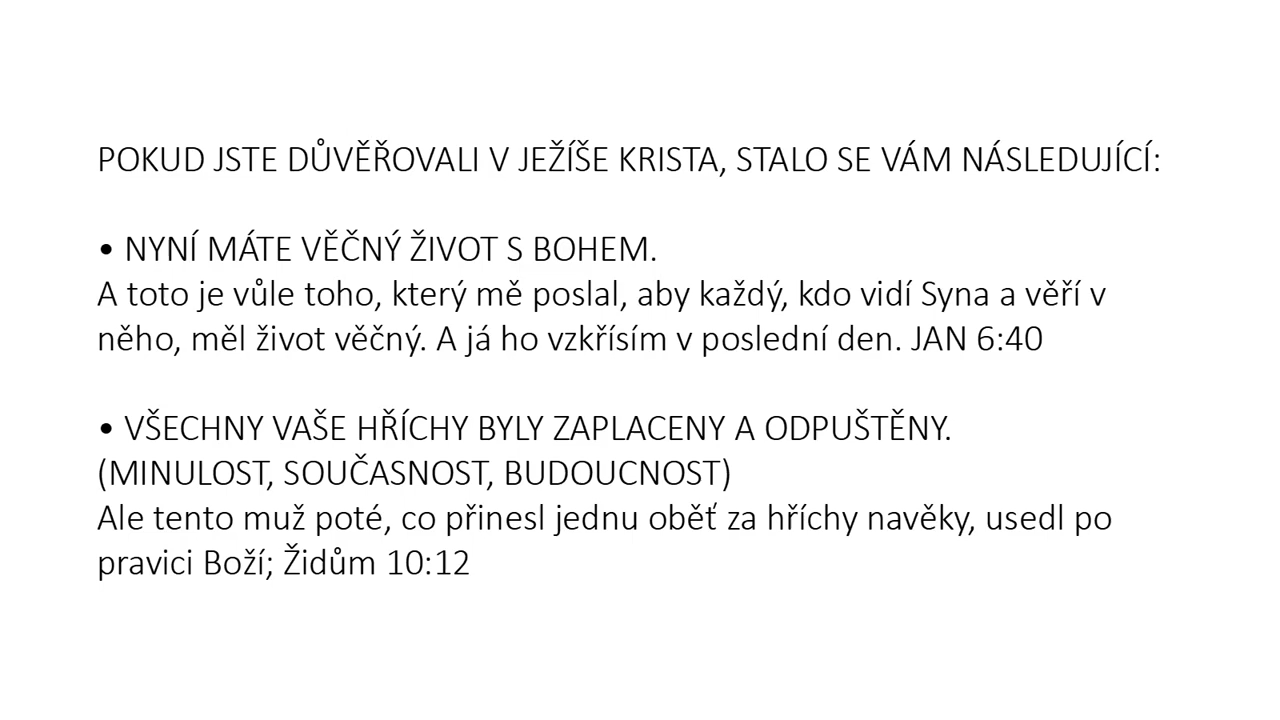 POKUD JSTE DŮVĚŘOVALI V JEŽÍŠE KRISTA, STALO SE VÁM NÁSLEDUJÍCÍ:
• NYNÍ MÁTE VĚČNÝ ŽIVOT S BOHEM.
A toto je vůle toho, který mě poslal, aby každý, kdo vidí Syna a věří v
něho, měl život věčný. A já ho vzkřísím v poslední den. JAN 6:40
• VŠECHNY VAŠE HŘÍCHY BYLY ZAPLACENY A ODPUŠTĚNY.
(MINULOST, SOUČASNOST, BUDOUCNOST)
Ale tento muž poté, co přinesl jednu oběť za hříchy navěky, usedl po
pravici Boží; Židům 10:12